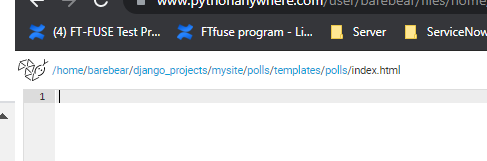 www.pythonanywhere.com/user/barebear/files/home/
(4) FT-FUSE Test Pr...
FTfuse program - Li...
Server
ServiceNow
/home/barebear/django_projects/mysite/polls/templates/polls/index.html
1